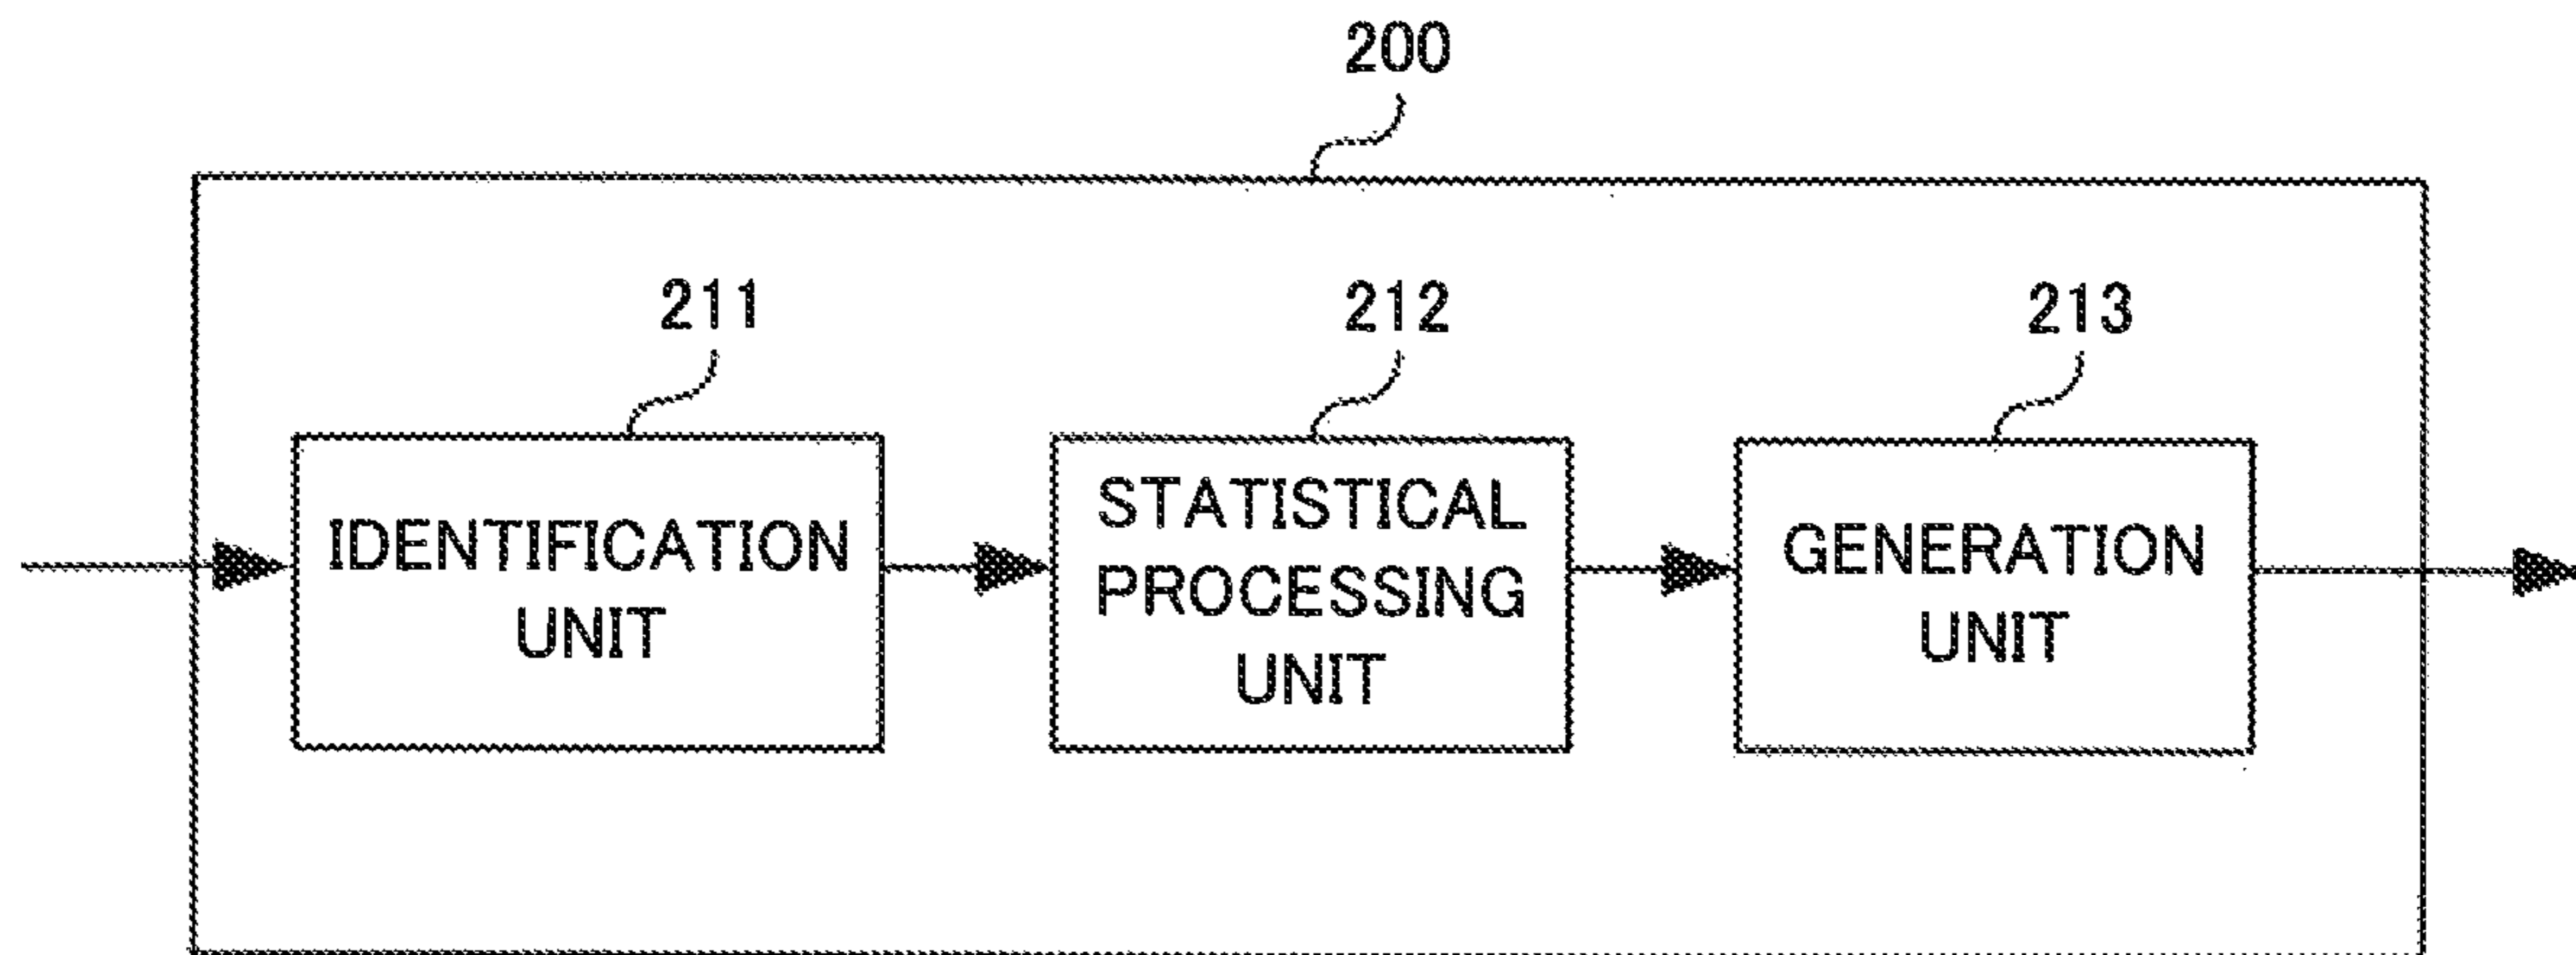 200
211
212
213
IDENTIFICATION
UNIT
STATISTICAL
PROCESSING
UNIT
GENERATION
UNIT